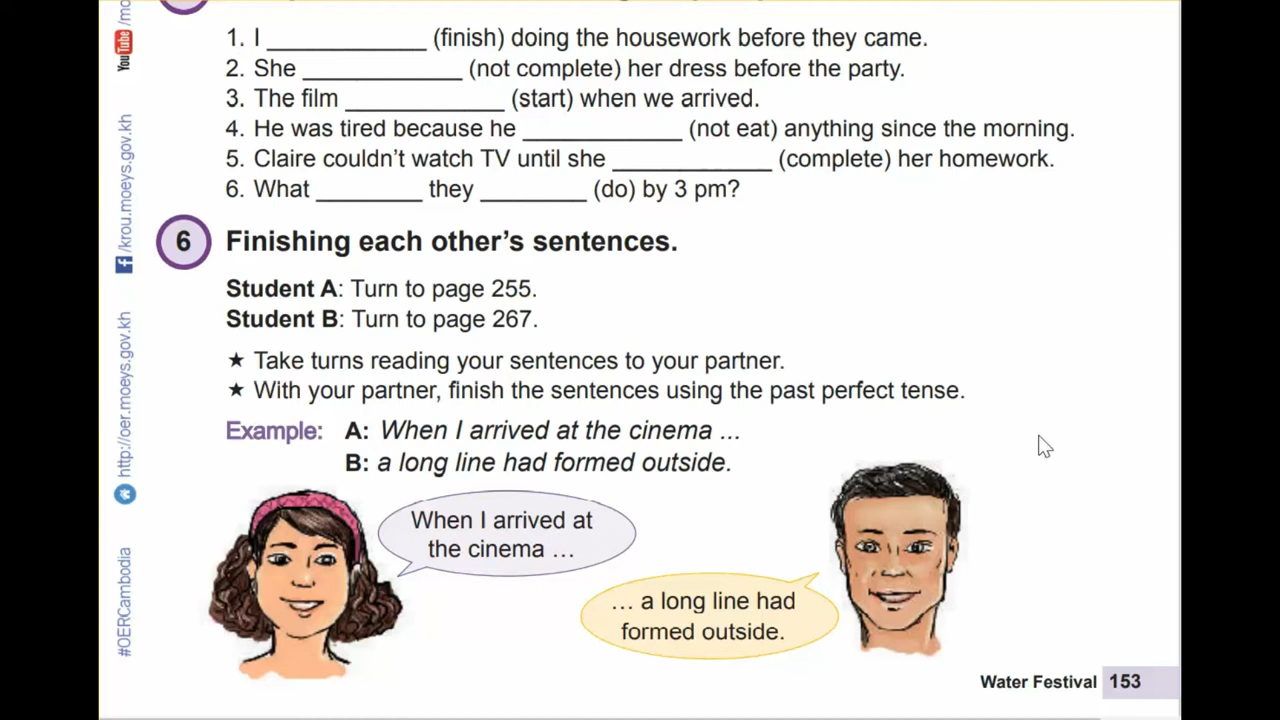 1. I ____________ (finish) doing the housework before they came.
2. She ____________ (not complete) her dress before the party.
3. The film ____________ (start) when we arrived.
4. He was tired because he ____________ (not eat) anything since the morning.
5. Claire couldn't watch TV until she ____________ (complete) her homework.
6. What ________ they ________ (do) by 3 pm?
6 Finishing each other's sentences.
Student A: Turn to page 255.
Student B: Turn to page 267.
★ Take turns reading your sentences to your partner.
★ With your partner, finish the sentences using the past perfect tense.
Example: A: When I arrived at the cinema ...
B: a long line had formed outside.
When I arrived at
the cinema …
… a long line had
formed outside.
Water Festival 153
YouTube /mo
/krou.moeys.gov.kh
http://oer.moeys.gov.kh
#OERCambodia